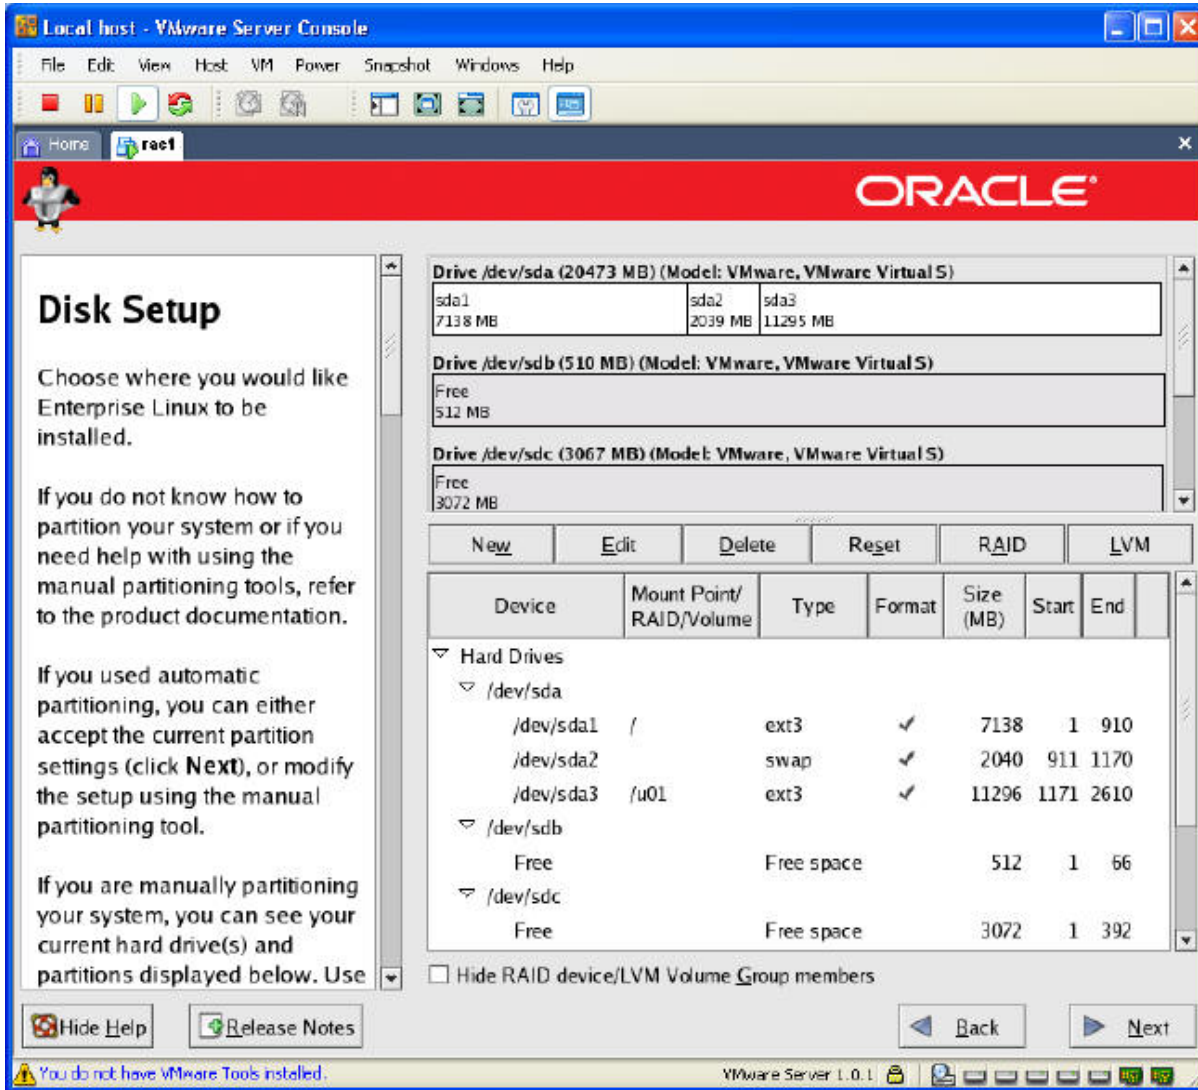 Local host - VMware Server Console
File Edit View Host VM Power Snapshot Windows Help
Home rac1
ORACLE
Disk Setup
Choose where you would like
Enterprise Linux to be
installed.
If you do not know how to
partition your system or if you
need help with using the
manual partitioning tools, refer
to the product documentation.
If you used automatic
partitioning, you can either
accept the current partition
settings (click Next), or modify
the setup using the manual
partitioning tool.
If you are manually partitioning
your system, you can see your
current hard drive(s) and
partitions displayed below. Use
Drive /dev/sda (20473 MB) (Model: VMware, VMware Virtual S)
sda1 sda2 sda3
7138 MB 2039 MB 11295 MB
Drive /dev/sdb (510 MB) (Model: VMware, VMware Virtual S)
Free
512 MB
Drive /dev/sdc (3067 MB) (Model: VMware, VMware Virtual S)
Free
3072 MB
New Edit Delete Reset RAID LVM
Device Mount Point/ RAID/Volume Type Format Size (MB) Start End
Hard Drives
/dev/sda
/dev/sda1 / ext3 ✓ 7138 1 910
/dev/sda2 swap ✓ 2040 911 1170
/dev/sda3 /u01 ext3 ✓ 11296 1171 2610
/dev/sdb
Free Free space 512 1 66
/dev/sdc
Free Free space 3072 1 392
Hide RAID device/LVM Volume Group members
Hide Help Release Notes Back Next
You do not have VMware Tools installed. VMware Server 1.0.1